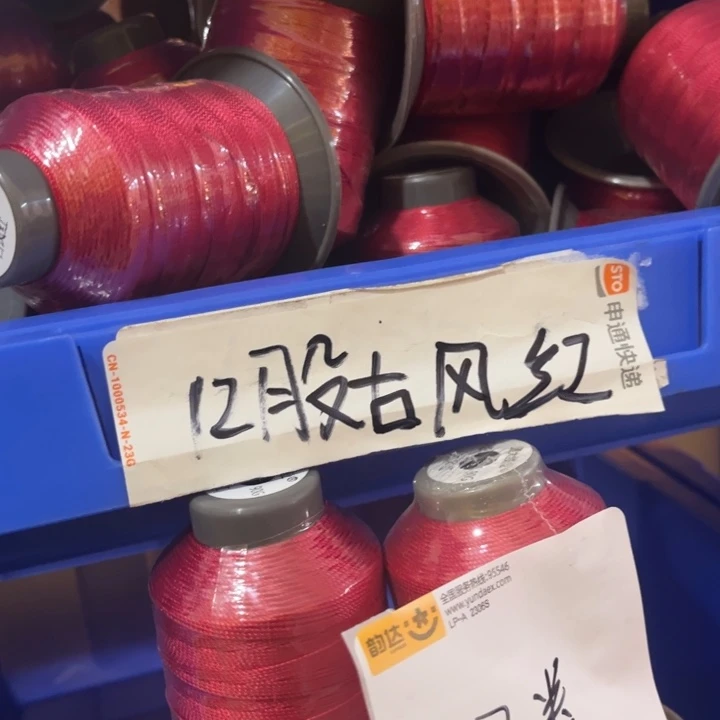 STO
申通快递
CN-1000534-N-23G
12股古风红
全国服务热线:95546
www.yundaex.com
LP-A 2306S
韵达